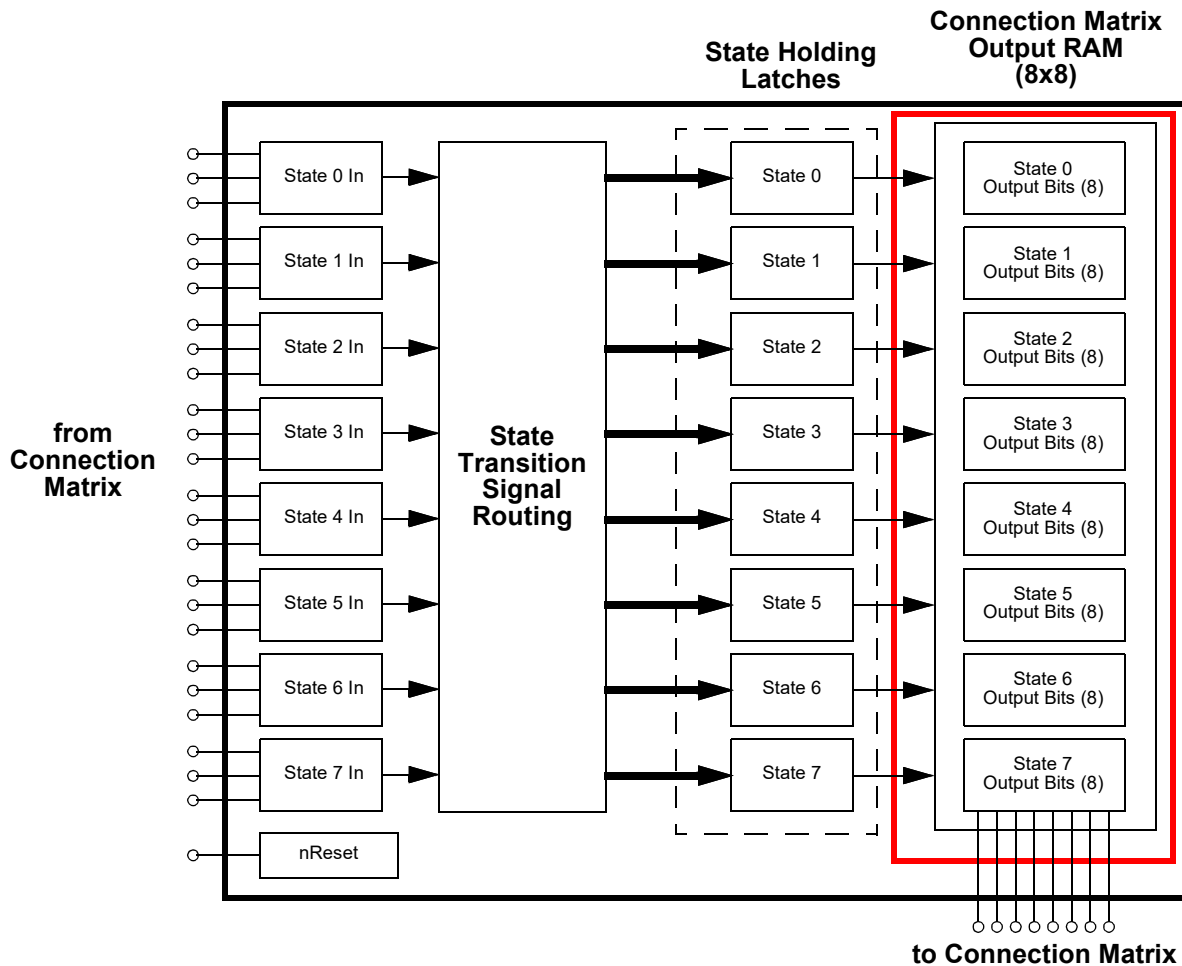 Connection Matrix
Output RAM
(8x8)
State Holding
Latches
from
Connection
Matrix
State 0 In
State 1 In
State 2 In
State 3 In
State 4 In
State 5 In
State 6 In
State 7 In
nReset
State
Transition
Signal
Routing
State 0
State 1
State 2
State 3
State 4
State 5
State 6
State 7
State 0
Output Bits (8)
State 1
Output Bits (8)
State 2
Output Bits (8)
State 3
Output Bits (8)
State 4
Output Bits (8)
State 5
Output Bits (8)
State 6
Output Bits (8)
State 7
Output Bits (8)
to Connection Matrix